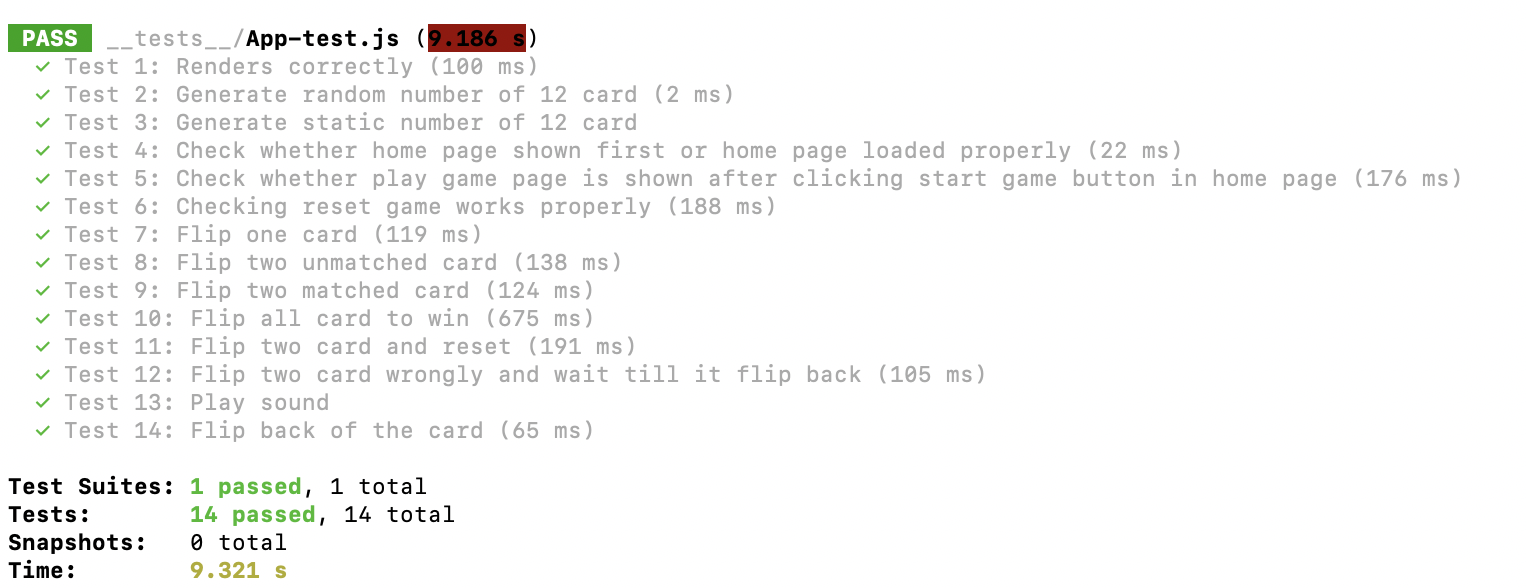 PASS __tests__/App-test.js (9.186 s)
✓ Test 1: Renders correctly (100 ms)
✓ Test 2: Generate random number of 12 card (2 ms)
✓ Test 3: Generate static number of 12 card
✓ Test 4: Check whether home page shown first or home page loaded properly (22 ms)
✓ Test 5: Check whether play game page is shown after clicking start game button in home page (176 ms)
✓ Test 6: Checking reset game works properly (188 ms)
✓ Test 7: Flip one card (119 ms)
✓ Test 8: Flip two unmatched card (138 ms)
✓ Test 9: Flip two matched card (124 ms)
✓ Test 10: Flip all card to win (675 ms)
✓ Test 11: Flip two card and reset (191 ms)
✓ Test 12: Flip two card wrongly and wait till it flip back (105 ms)
✓ Test 13: Play sound
✓ Test 14: Flip back of the card (65 ms)
Test Suites: 1 passed, 1 total
Tests: 14 passed, 14 total
Snapshots: 0 total
Time: 9.321 s